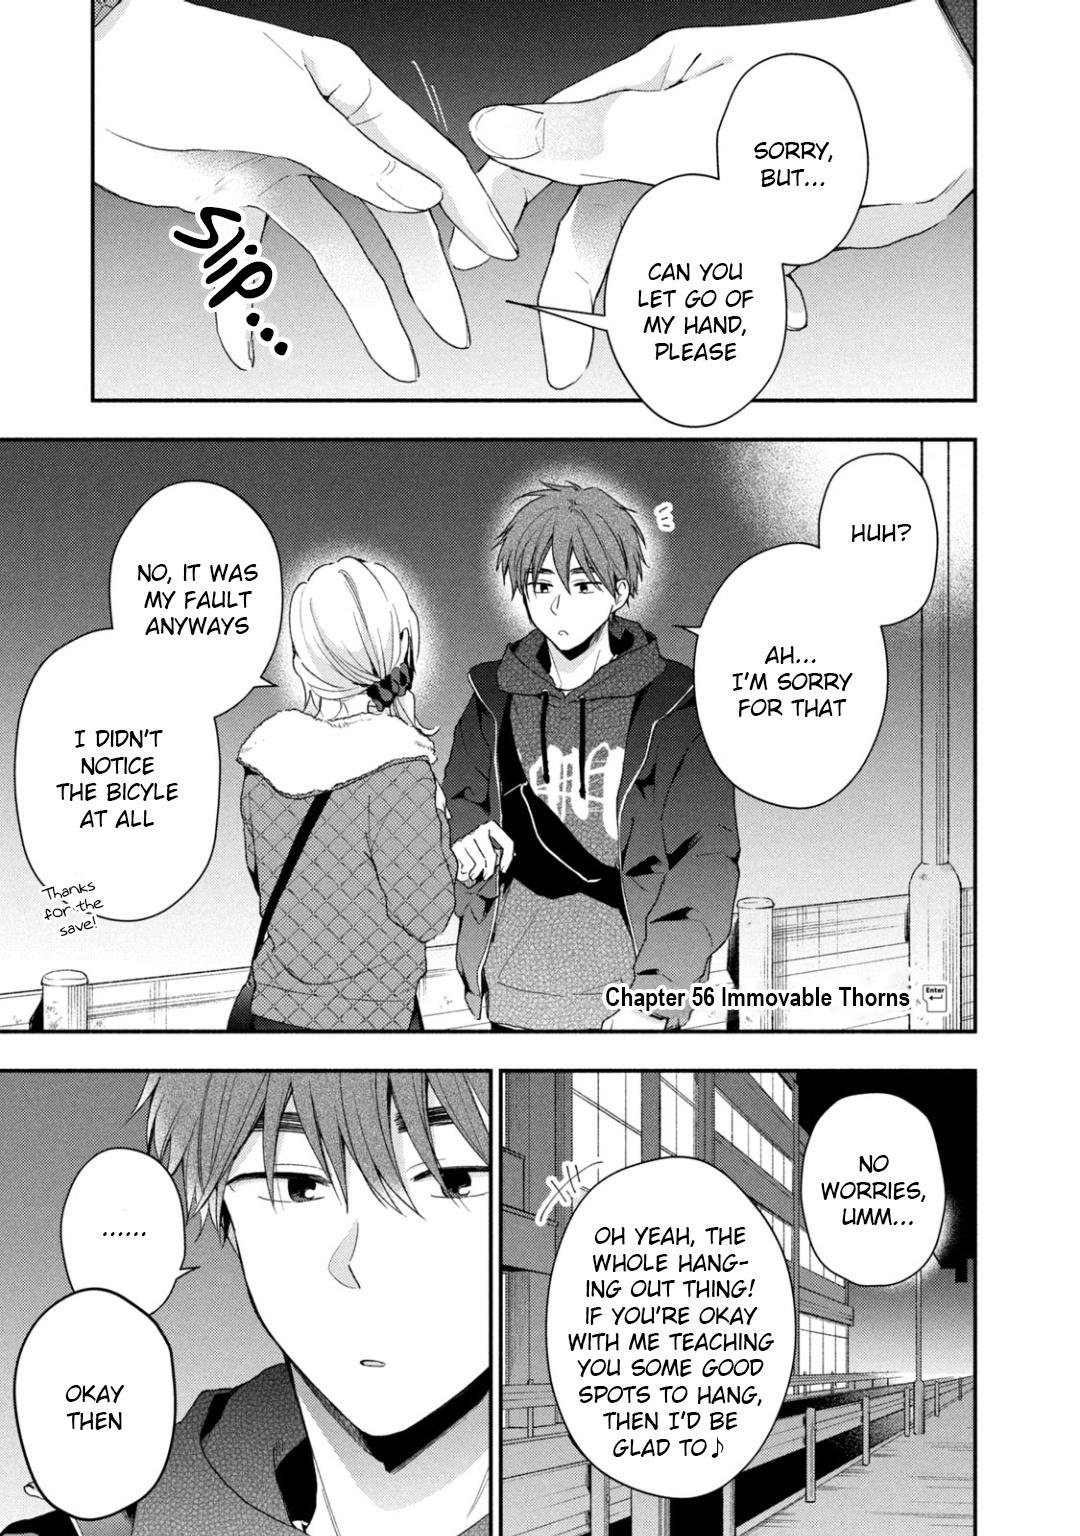 SORRY,
BUT...
CAN YOU
LET GO OF
MY HAND,
PLEASE
Slip...
HUH?
AH...
I'M SORRY
FOR THAT
NO, IT WAS
MY FAULT
ANYWAYS
I DIDN'T
NOTICE
THE BICYLE
AT ALL
Thanks
for the
save!
Chapter 56 Immovable Thorns
Enter
NO
WORRIES,
UMM...
OH YEAH, THE
WHOLE HANG-
ING OUT THING!
IF YOU'RE OKAY
WITH ME TEACHING
YOU SOME GOOD
SPOTS TO HANG,
THEN I'D BE
GLAD TO♪
......
OKAY
THEN